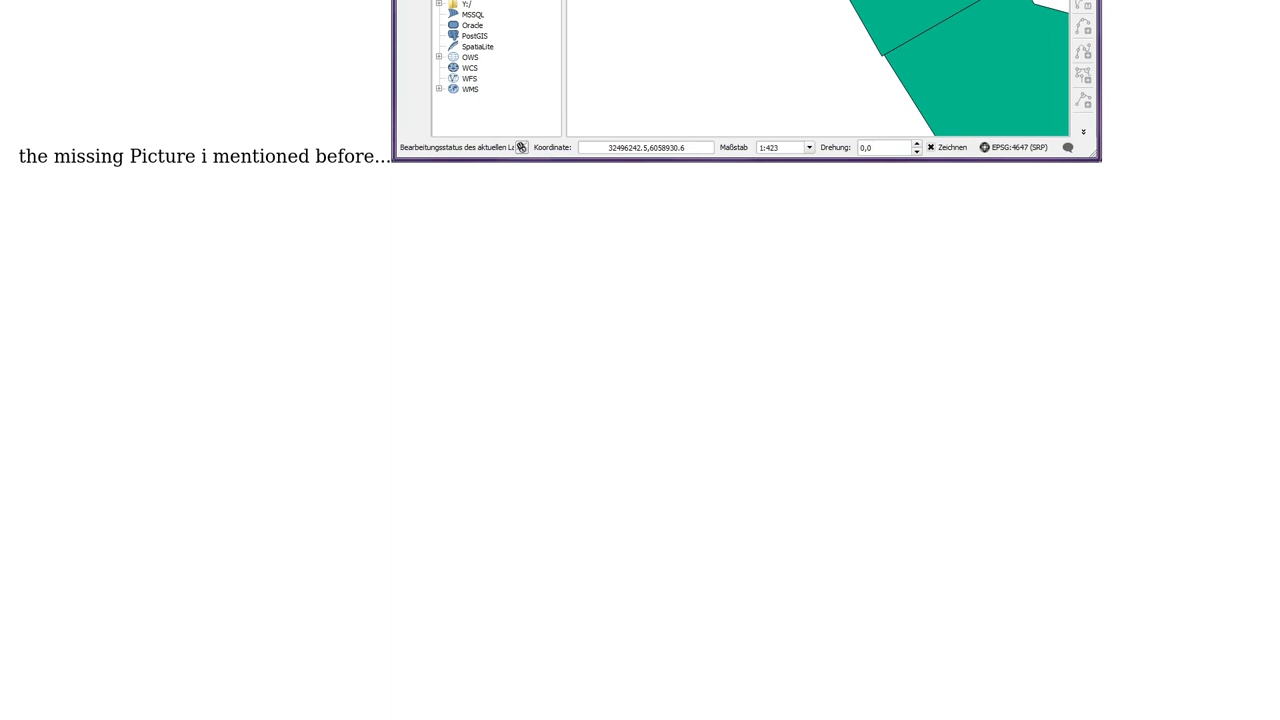 Y:/
MSSQL
Oracle
PostGIS
SpatiaLite
OWS
WCS
WFS
WMS
the missing Picture i mentioned before...
Bearbeitungsstatus des aktuellen La Koordinate: 32496242.5,6058930.6 Maßstab 1:423 Drehung: 0,0 Zeichnen EPSG:4647 (SRP)